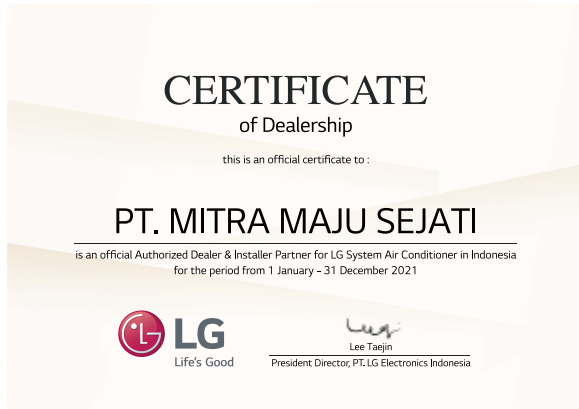 CERTIFICATE
of Dealership
this is an official certificate to :
PT. MITRA MAJU SEJATI
is an official Authorized Dealer & Installer Partner for LG System Air Conditioner in Indonesia
for the period from 1 January - 31 December 2021
LG
Life's Good
Lee Taejin
President Director, PT. LG Electronics Indonesia